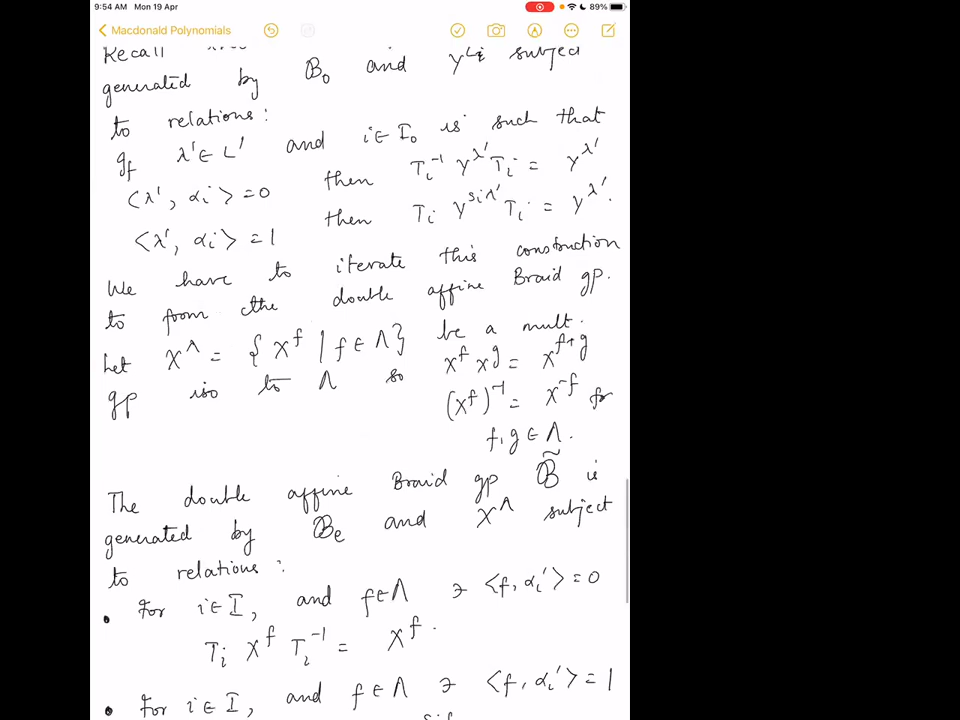 9:54 AM Mon 19 Apr
89%
Macdonald Polynomials
Recall
generated by 𝔹₀ and Y^{L'} subject
to relations:
If λ' ∈ L' and i ∈ I₀ is such that
⟨λ', αᵢ⟩ = 0 then Tᵢ⁻¹ Y^{λ'} Tᵢ = Y^{λ'}
⟨λ', αᵢ⟩ = 1 then Tᵢ Y^{sᵢλ'} Tᵢ = Y^{λ'}.
We have to iterate this construction
to from the double affine Braid gp.
Let X^Λ = { X^f | f ∈ Λ } be a mult.
gp iso to Λ so X^f X^g = X^{f+g}
(X^f)⁻¹ = X^{-f} for
f, g ∈ Λ.
The double affine Braid gp 𝔹̃ is
generated by 𝔹ₑ and X^Λ subject
to relations:
• For i ∈ I, and f ∈ Λ ∋ ⟨f, αᵢ'⟩ = 0
Tᵢ X^f Tᵢ⁻¹ = X^f.
• For i ∈ I, and f ∈ Λ ∋ ⟨f, αᵢ'⟩ = 1